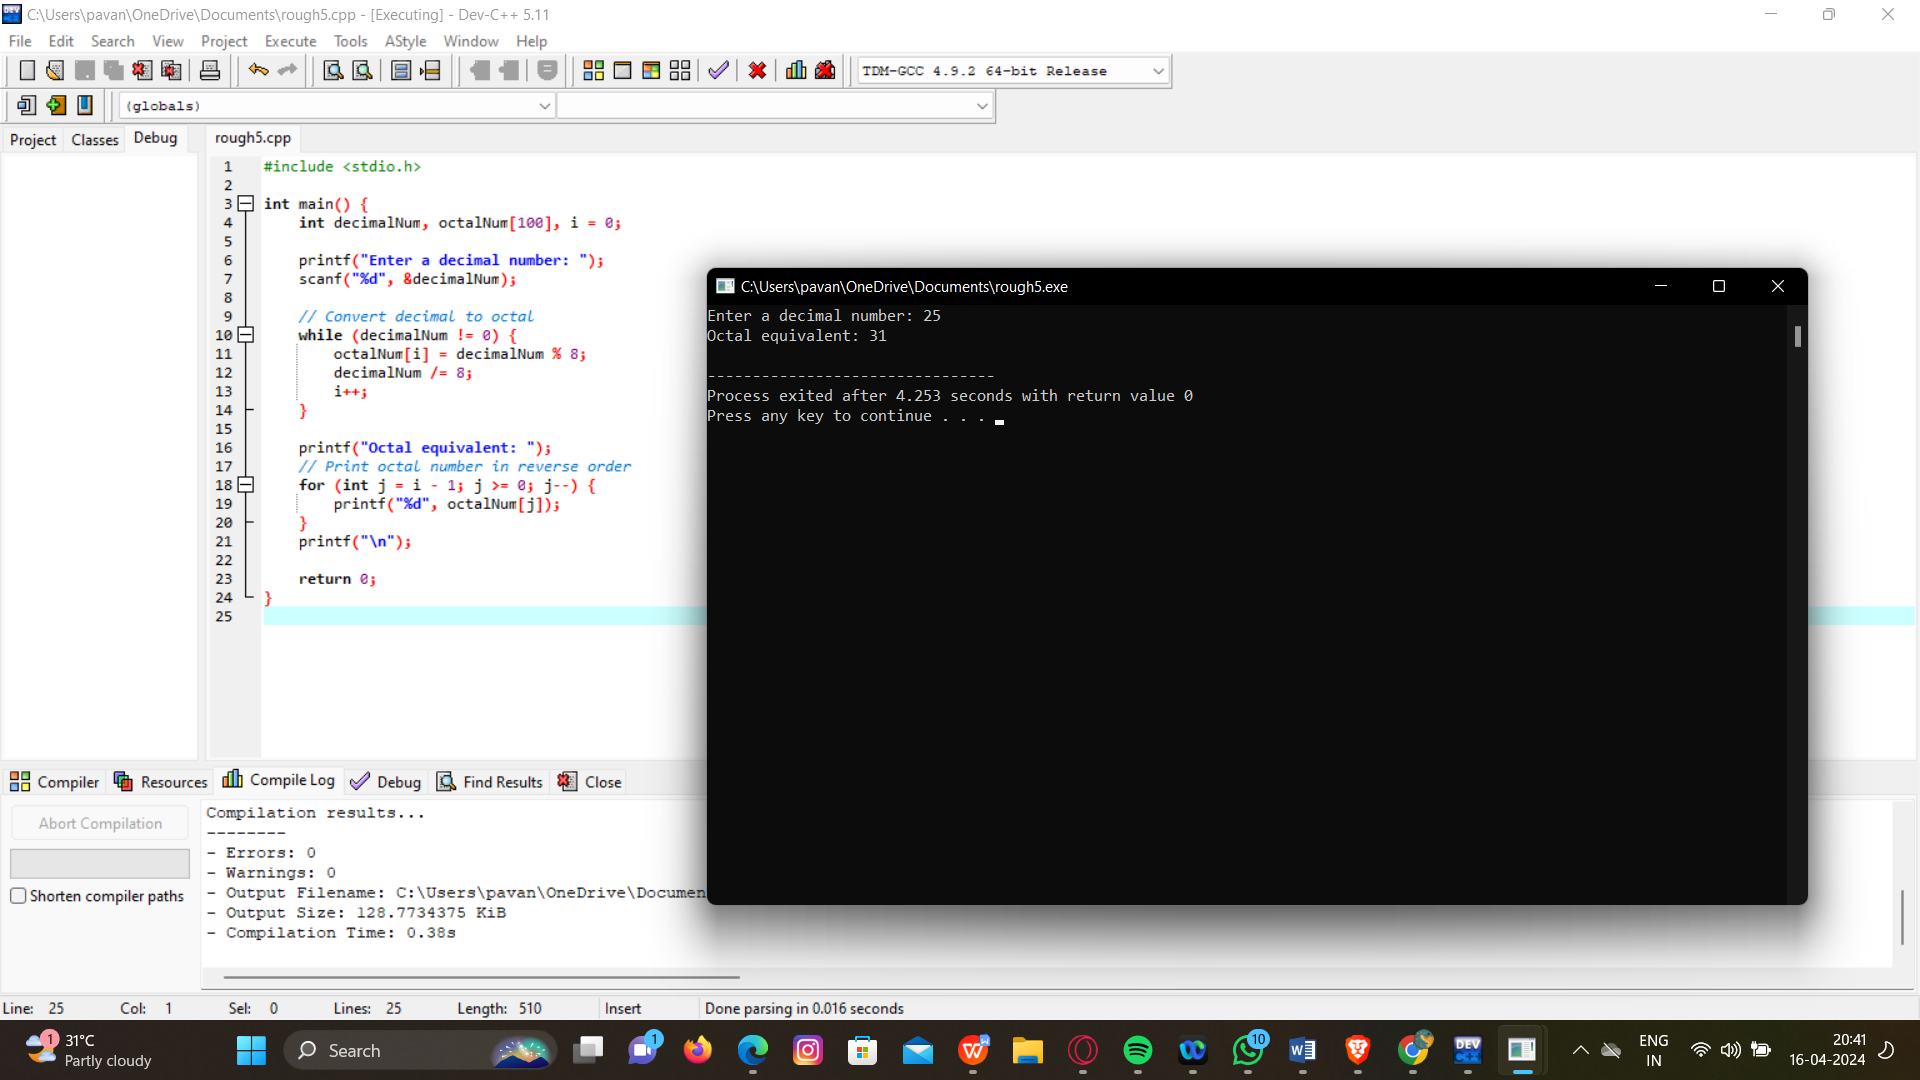 C:\Users\pavan\OneDrive\Documents\rough5.cpp - [Executing] - Dev-C++ 5.11
File Edit Search View Project Execute Tools AStyle Window Help
TDM-GCC 4.9.2 64-bit Release
(globals)
Project Classes Debug
rough5.cpp
1 #include <stdio.h>
2
3 int main() {
4 int decimalNum, octalNum[100], i = 0;
5
6 printf("Enter a decimal number: ");
7 scanf("%d", &decimalNum);
8
9 // Convert decimal to octal
10 while (decimalNum != 0) {
11 octalNum[i] = decimalNum % 8;
12 decimalNum /= 8;
13 i++;
14 }
15
16 printf("Octal equivalent: ");
17 // Print octal number in reverse order
18 for (int j = i - 1; j >= 0; j--) {
19 printf("%d", octalNum[j]);
20 }
21 printf("\n");
22
23 return 0;
24 }
25
C:\Users\pavan\OneDrive\Documents\rough5.exe
Enter a decimal number: 25
Octal equivalent: 31
--------------------------------
Process exited after 4.253 seconds with return value 0
Press any key to continue . . .
Compiler Resources Compile Log Debug Find Results Close
Abort Compilation
Shorten compiler paths
Compilation results...
--------
- Errors: 0
- Warnings: 0
- Output Filename: C:\Users\pavan\OneDrive\Documen
- Output Size: 128.7734375 KiB
- Compilation Time: 0.38s
Line: 25 Col: 1 Sel: 0 Lines: 25 Length: 510 Insert Done parsing in 0.016 seconds
1
31°C
Partly cloudy
Search
1
10
DEV
ENG
IN
20:41
16-04-2024